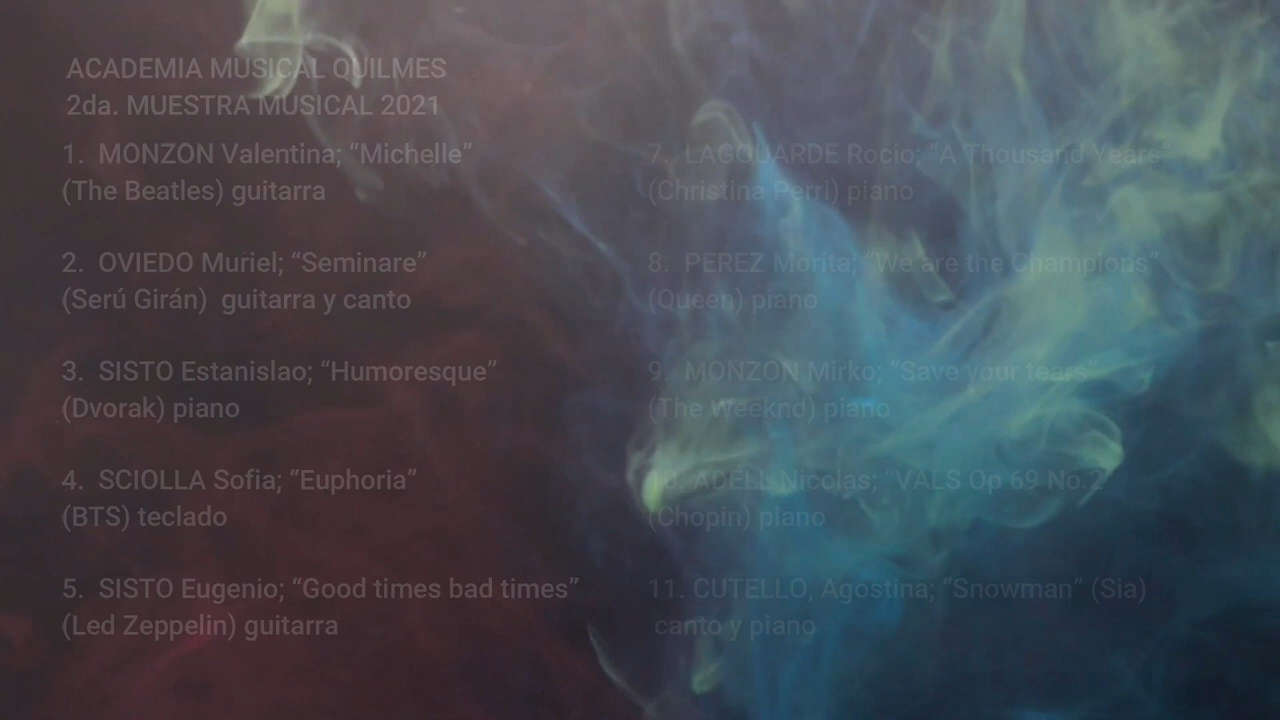 ACADEMIA MUSICAL QUILMES
2da. MUESTRA MUSICAL 2021
1. MONZON Valentina; “Michelle”
(The Beatles) guitarra
2. OVIEDO Muriel; “Seminare”
(Serú Girán) guitarra y canto
3. SISTO Estanislao; “Humoresque”
(Dvorak) piano
4. SCIOLLA Sofia; “Euphoria”
(BTS) teclado
5. SISTO Eugenio; “Good times bad times”
(Led Zeppelin) guitarra
7. LAGOUARDE Rocio; “A Thousand Years”
(Christina Perri) piano
8. PEREZ Morita; “We are the Champions”
(Queen) piano
9. MONZON Mirko; “Save your tears”
(The Weeknd) piano
Nicolas; “VALS Op 69 No.2
(Chopin) piano
11. CUTELLO, Agostina; “Snowman” (Sia)
canto y piano